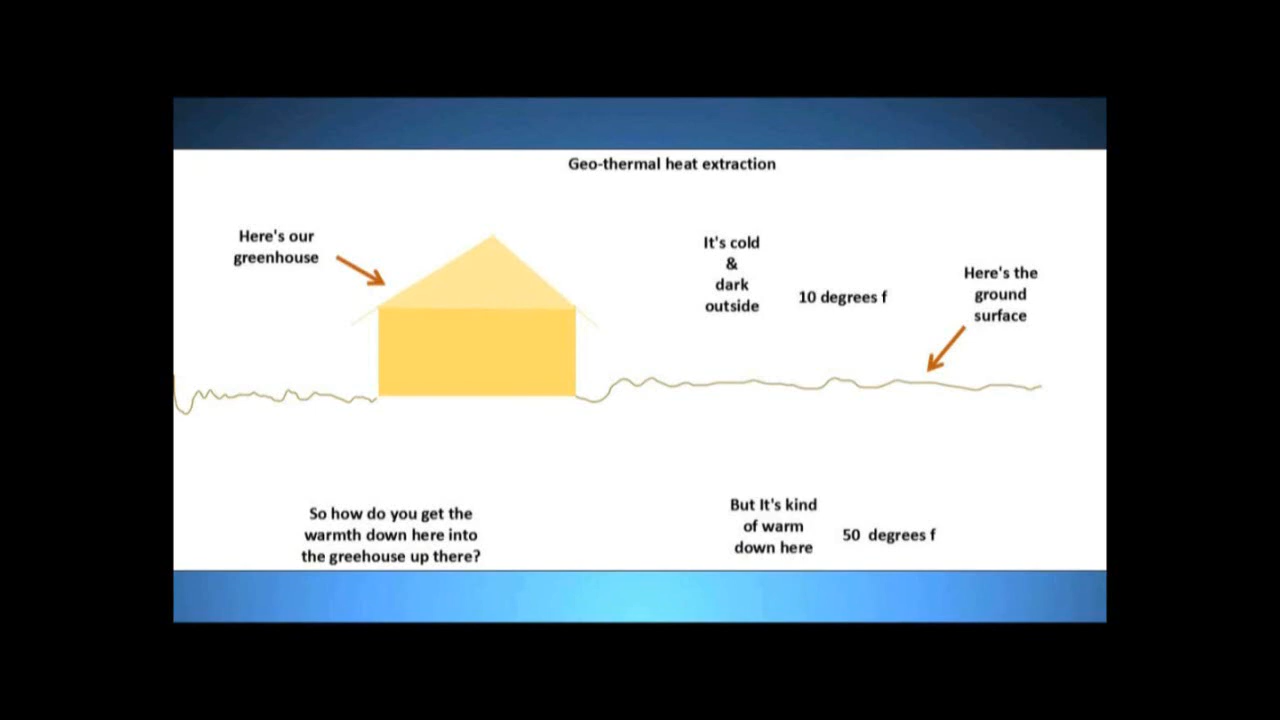 Geo-thermal heat extraction
Here's our
greenhouse
It's cold
&
dark
outside
10 degrees f
Here's the
ground
surface
So how do you get the
warmth down here into
the greehouse up there?
But It's kind
of warm
down here
50  degrees f